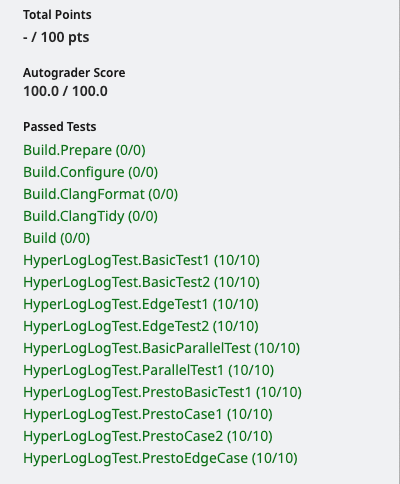 Total Points
- / 100 pts
Autograder Score
100.0 / 100.0
Passed Tests
Build.Prepare (0/0)
Build.Configure (0/0)
Build.ClangFormat (0/0)
Build.ClangTidy (0/0)
Build (0/0)
HyperLogLogTest.BasicTest1 (10/10)
HyperLogLogTest.BasicTest2 (10/10)
HyperLogLogTest.EdgeTest1 (10/10)
HyperLogLogTest.EdgeTest2 (10/10)
HyperLogLogTest.BasicParallelTest (10/10)
HyperLogLogTest.ParallelTest1 (10/10)
HyperLogLogTest.PrestoBasicTest1 (10/10)
HyperLogLogTest.PrestoCase1 (10/10)
HyperLogLogTest.PrestoCase2 (10/10)
HyperLogLogTest.PrestoEdgeCase (10/10)